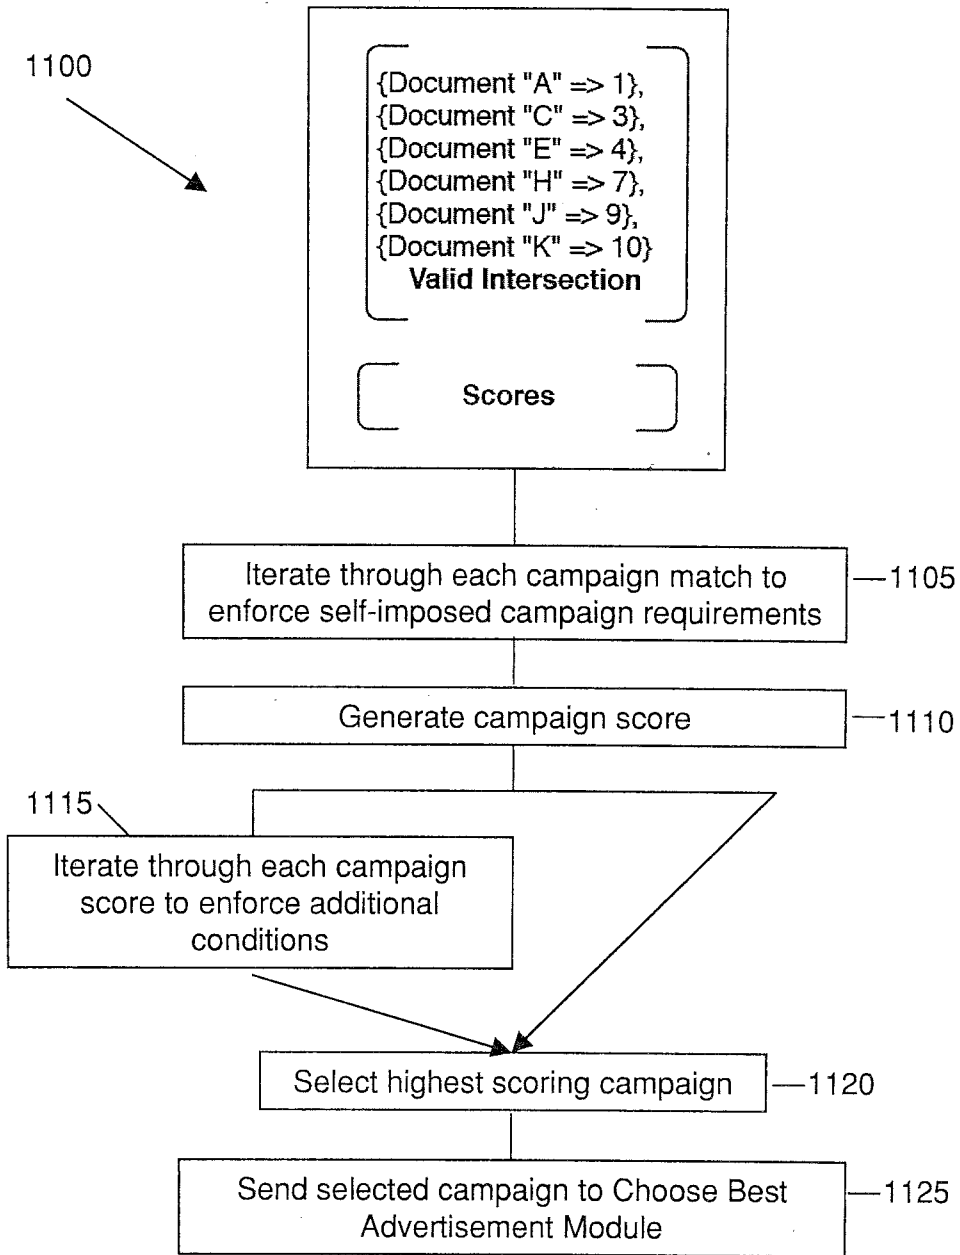 1100
{Document "A" => 1},
{Document "C" => 3},
{Document "E" => 4},
{Document "H" => 7},
{Document "J" => 9},
{Document "K" => 10}
Valid Intersection
Scores
Iterate through each campaign match to
enforce self-imposed campaign requirements
1105
Generate campaign score
1110
1115
Iterate through each campaign
score to enforce additional
conditions
Select highest scoring campaign
1120
Send selected campaign to Choose Best
Advertisement Module
1125